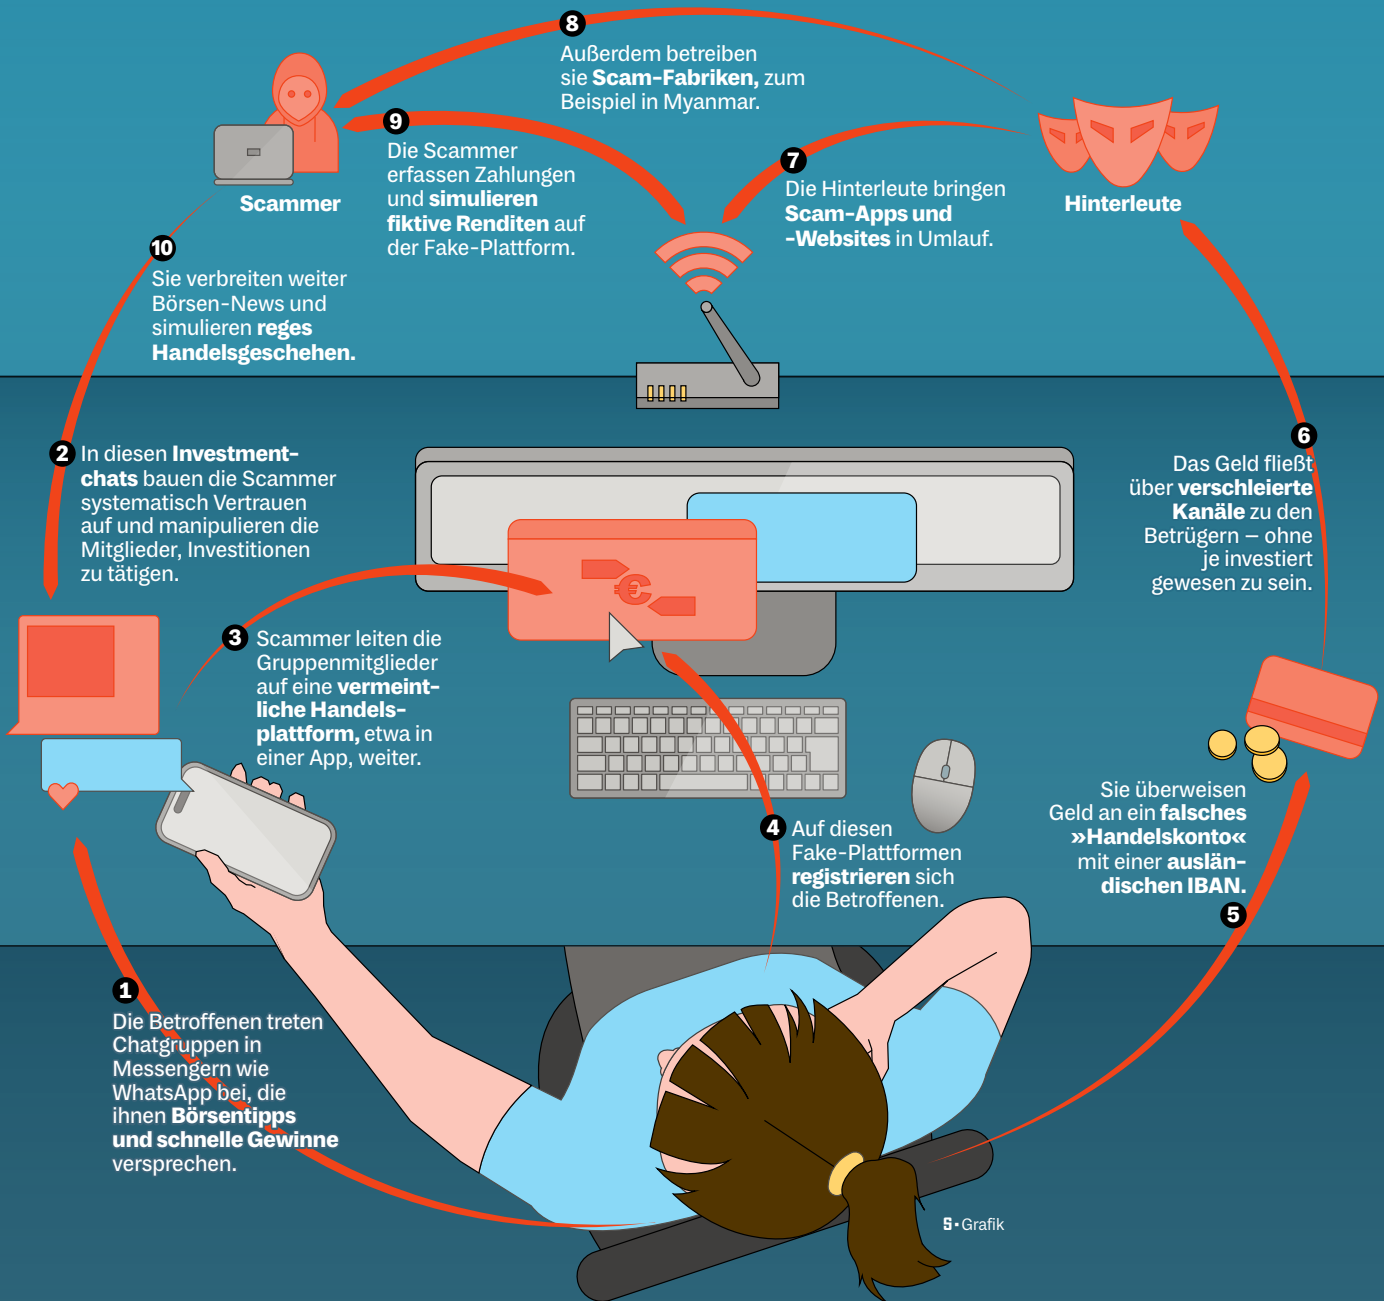 8
Außerdem betreiben
sie Scam-Fabriken, zum
Beispiel in Myanmar.
9
Die Scammer
erfassen Zahlungen
und simulieren
fiktive Renditen auf
der Fake-Plattform.
7
Die Hinterleute bringen
Scam-Apps und
-Websites in Umlauf.
Scammer
Hinterleute
10
Sie verbreiten weiter
Börsen-News und
simulieren reges
Handelsgeschehen.
2
In diesen Investment-
chats bauen die Scammer
systematisch Vertrauen
auf und manipulieren die
Mitglieder, Investitionen
zu tätigen.
6
Das Geld fließt
über verschleierte
Kanäle zu den
Betrügern – ohne
je investiert
gewesen zu sein.
€
3
Scammer leiten die
Gruppenmitglieder
auf eine vermeint-
liche Handels-
plattform, etwa in
einer App, weiter.
4
Auf diesen
Fake-Plattformen
registrieren sich
die Betroffenen.
Sie überweisen
Geld an ein falsches
»Handelskonto«
mit einer auslän-
dischen IBAN.
5
1
Die Betroffenen treten
Chatgruppen in
Messengern wie
WhatsApp bei, die
ihnen Börsentipps
und schnelle Gewinne
versprechen.
S▪Grafik